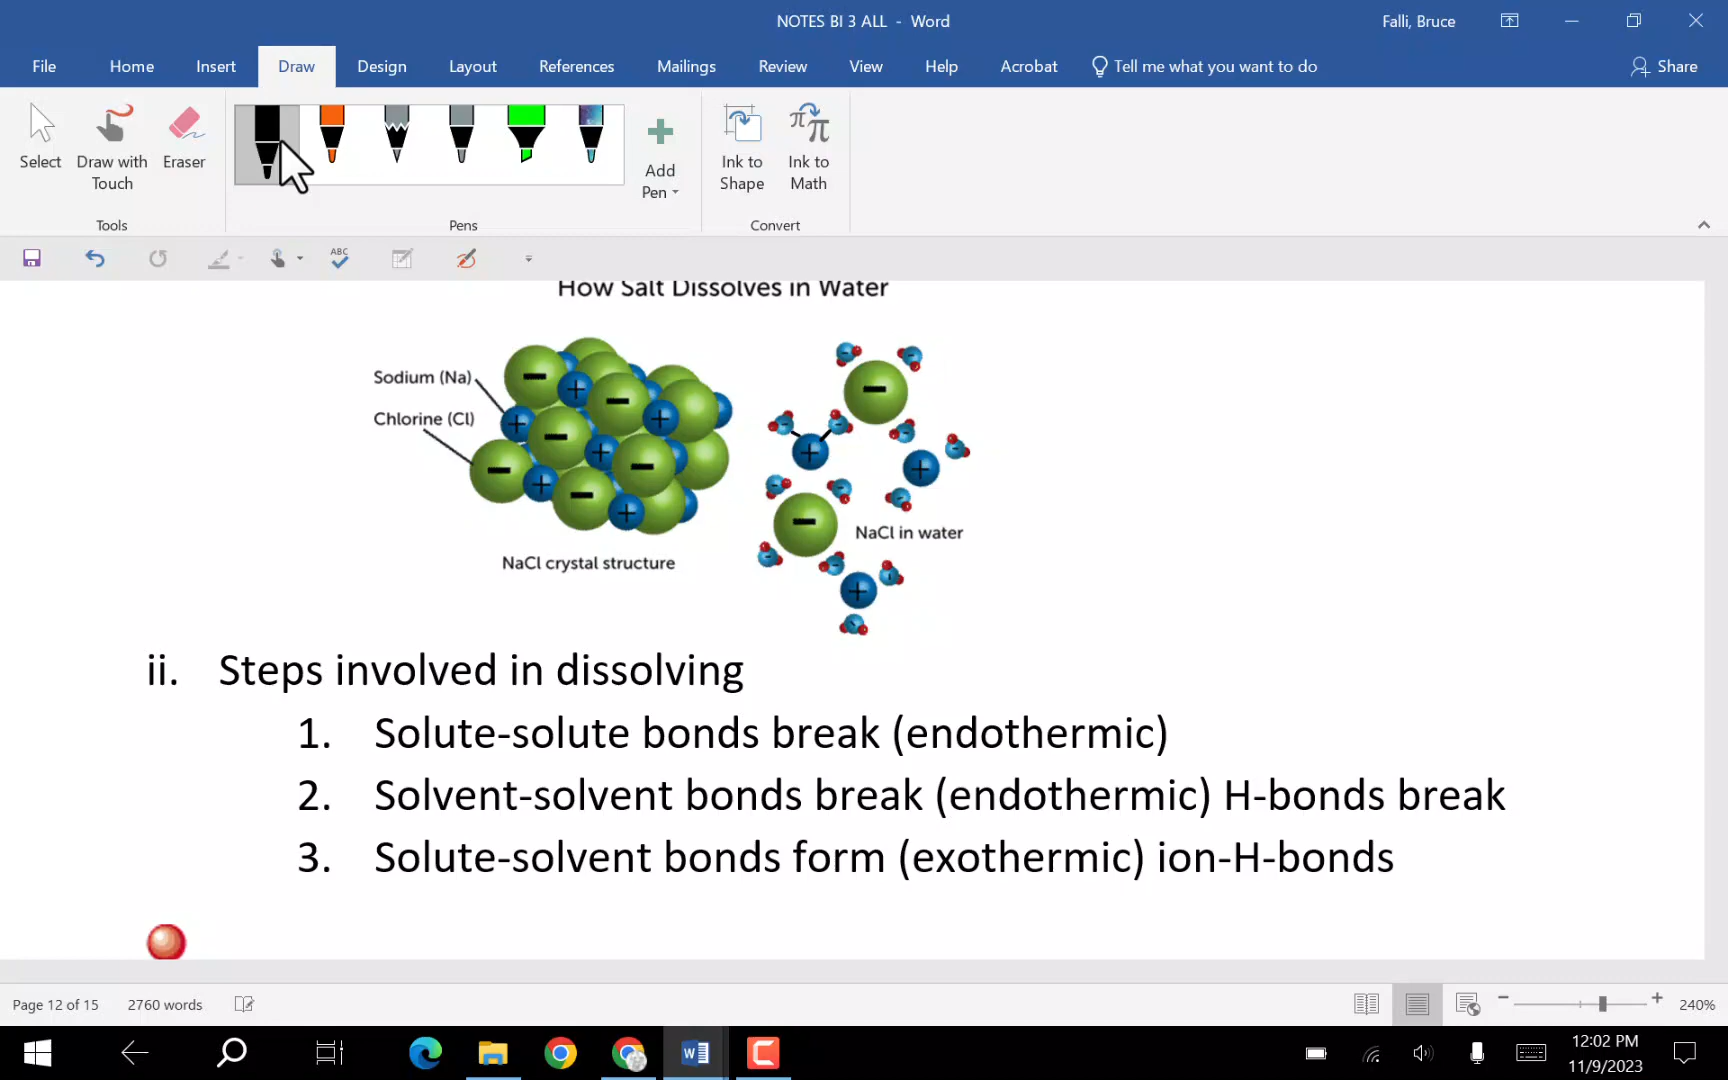 NOTES BI 3 ALL - Word
Falli, Bruce
File Home Insert Draw Design Layout References Mailings Review View Help Acrobat Tell me what you want to do Share
Select
Draw with Touch
Eraser
Add Pen
Ink to Shape
Ink to Math
Tools Pens Convert
ABC
How Salt Dissolves in Water
Sodium (Na)
Chlorine (Cl)
NaCl in water
NaCl crystal structure
ii. Steps involved in dissolving
1. Solute-solute bonds break (endothermic)
2. Solvent-solvent bonds break (endothermic) H-bonds break
3. Solute-solvent bonds form (exothermic) ion-H-bonds
Page 12 of 15 2760 words 240%
12:02 PM
11/9/2023